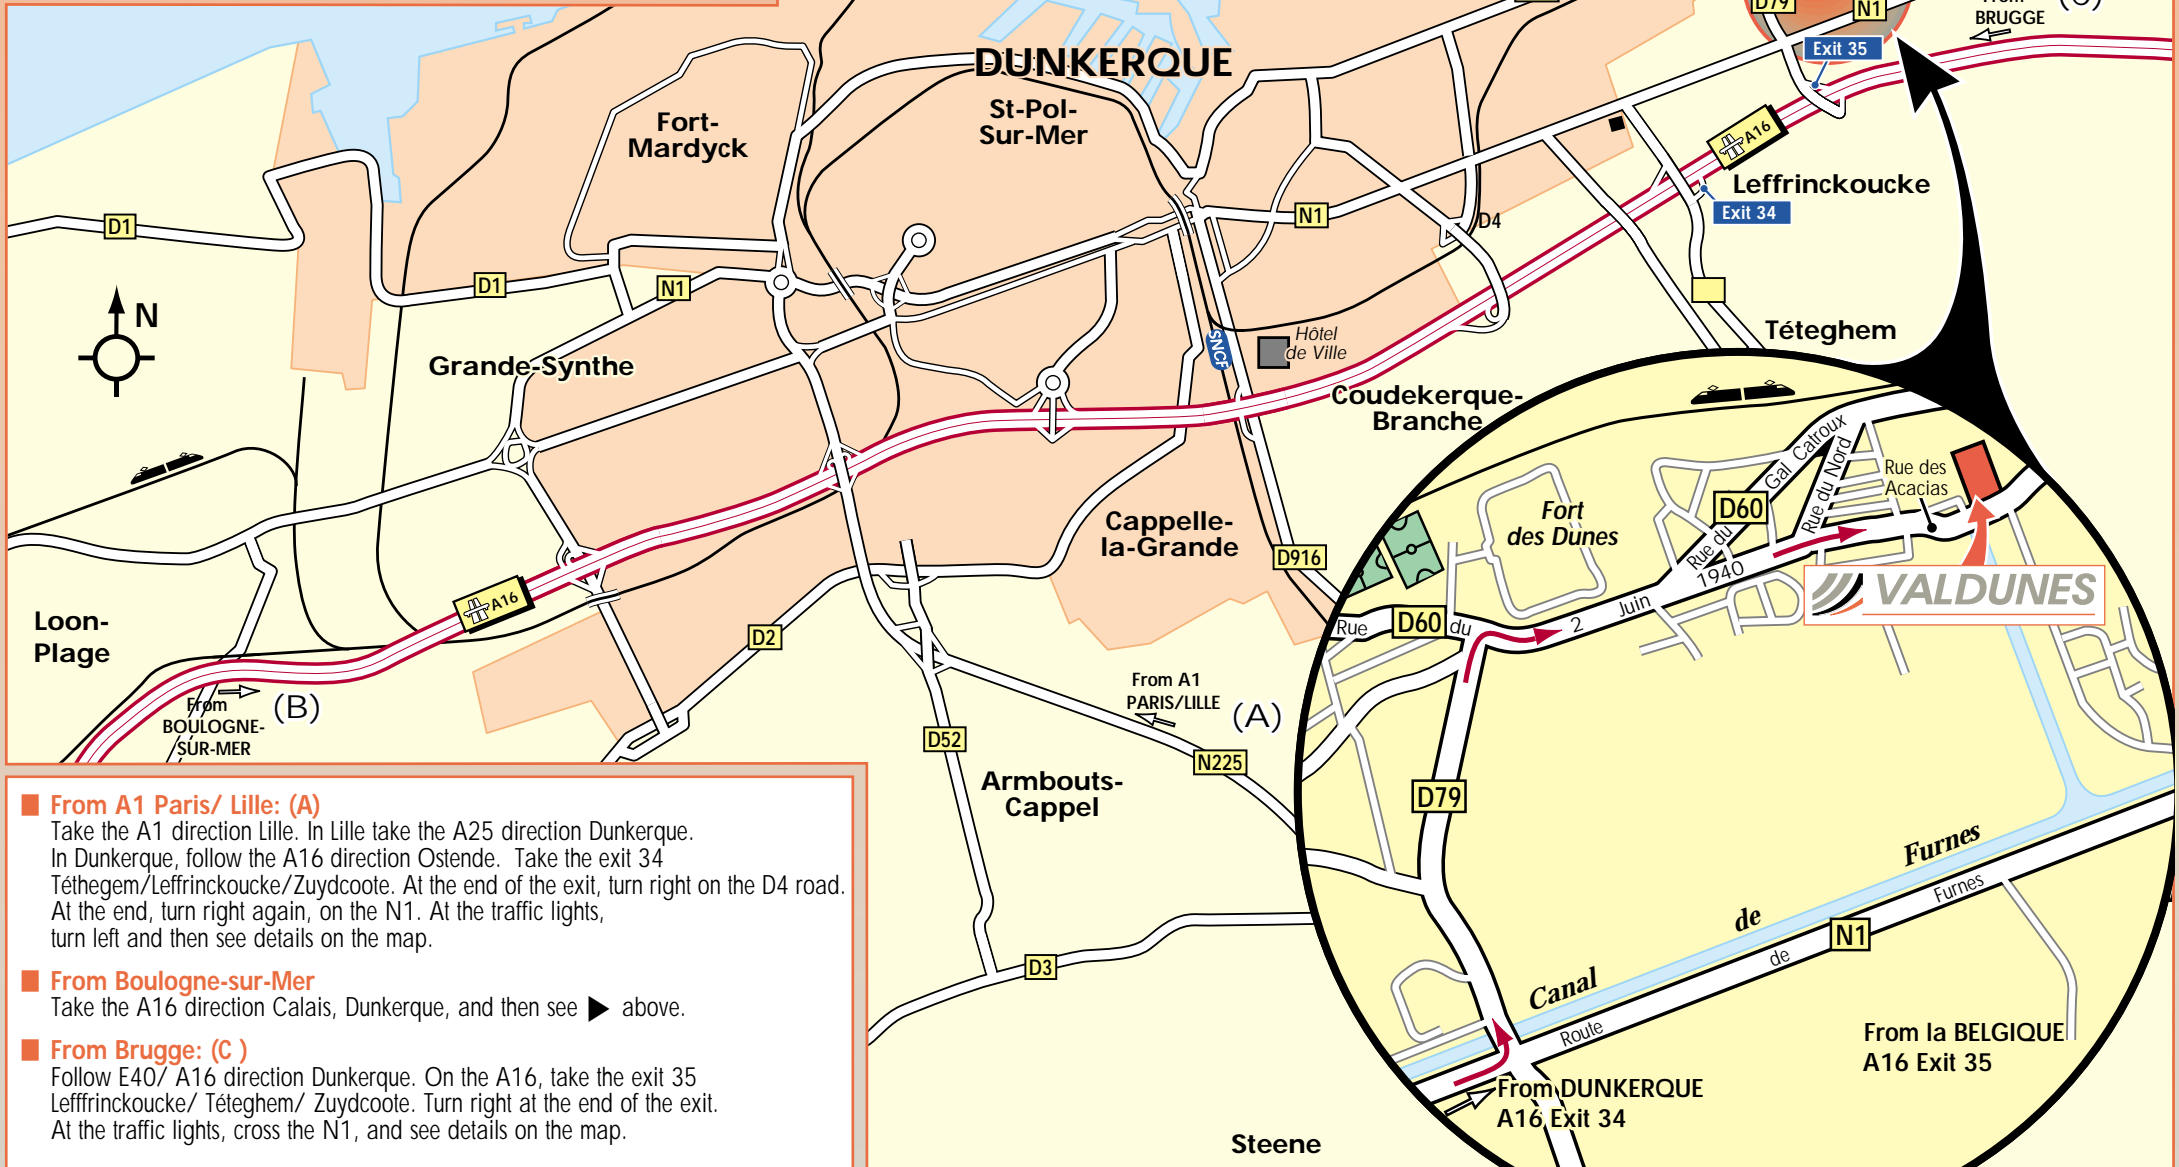 D79
N1
From
BRUGGE
(C)
Exit 35
DUNKERQUE
St-Pol-
Sur-Mer
Fort-
Mardyck
A16
Leffrinckoucke
Exit 34
D1
N1
D4
D1
N1
N
Téteghem
Hôtel
de Ville
SNCF
Grande-Synthe
Coudekerque-
Branche
Cappelle-
la-Grande
D916
A16
Loon-
Plage
D2
From
BOULOGNE-
SUR-MER
(B)
From A1
PARIS/LILLE
(A)
D52
N225
Armbouts-
Cappel
D3
Steene
Rue du Gal Catroux
Rue du Nord
Rue des
Acacias
D60
Fort
des Dunes
Rue du 2 Juin 1940
D60
VALDUNES
D79
Canal de Furnes
Route de Furnes
N1
From la BELGIQUE
A16 Exit 35
From DUNKERQUE
A16 Exit 34
From A1 Paris/ Lille: (A)
Take the A1 direction Lille. In Lille take the A25 direction Dunkerque.
In Dunkerque, follow the A16 direction Ostende. Take the exit 34
Téthegem/Leffrinckoucke/Zuydcoote. At the end of the exit, turn right on the D4 road.
At the end, turn right again, on the N1. At the traffic lights,
turn left and then see details on the map.
From Boulogne-sur-Mer
Take the A16 direction Calais, Dunkerque, and then see ▶ above.
From Brugge: (C )
Follow E40/ A16 direction Dunkerque. On the A16, take the exit 35
Lefffrinckoucke/ Téteghem/ Zuydcoote. Turn right at the end of the exit.
At the traffic lights, cross the N1, and see details on the map.